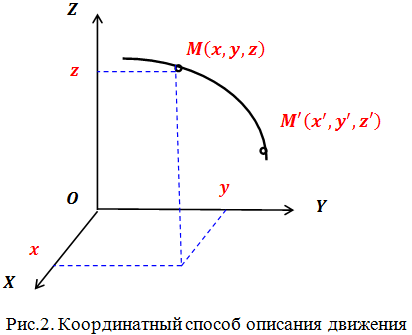 Z
M(x, y, z)
z
M′(x′, y′, z′)
O
y
Y
x
X
Рис.2. Координатный способ описания движения